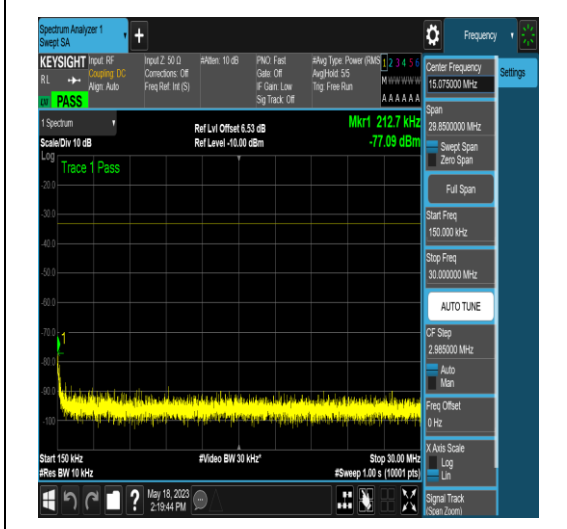 Spectrum Analyzer 1
Swept SA
+
Frequency
KEYSIGHT Input: RF
Input Z: 50 Ω
#Atten: 10 dB
PNO: Fast
#Avg Type: Power (RMS
1 2 3 4 5 6
RL
Coupling: DC
Corrections: Off
Gate: Off
Avg|Hold: 5/5
M W W W W W
Align: Auto
Freq Ref: Int (S)
IF Gain: Low
Trig: Free Run
Sig Track: Off
A A A A A A
PASS
1 Spectrum
Ref Lvl Offset 6.53 dB
Mkr1 212.7 kHz
Scale/Div 10 dB
Ref Level -10.00 dBm
-77.09 dBm
Log
Trace 1 Pass
-20.0
-30.0
-40.0
-50.0
-60.0
-70.0
1
-80.0
-90.0
-100
Start 150 kHz
#Video BW 30 kHz*
Stop 30.00 MHz
#Res BW 10 kHz
#Sweep 1.00 s (10001 pts)
?
May 18, 2023
2:19:44 PM
Center Frequency
15.075000 MHz
Settings
Span
29.8500000 MHz
Swept Span
Zero Span
Full Span
Start Freq
150.000 kHz
Stop Freq
30.000000 MHz
AUTO TUNE
CF Step
2.985000 MHz
Auto
Man
Freq Offset
0 Hz
X Axis Scale
Log
Lin
Signal Track
(Span Zoom)